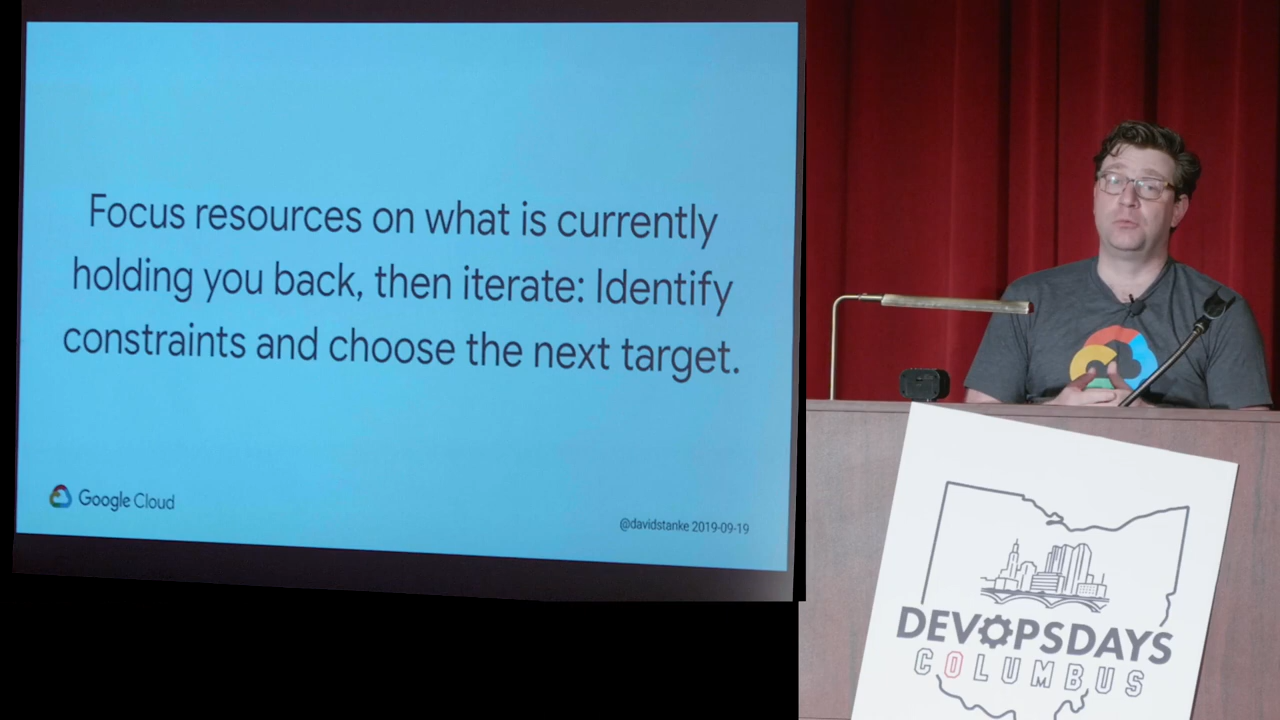 Focus resources on what is currently
holding you back, then iterate: Identify
constraints and choose the next target.
Google Cloud
@davidstanke 2019-09-19
DEVOPSDAYS
COLUMBUS